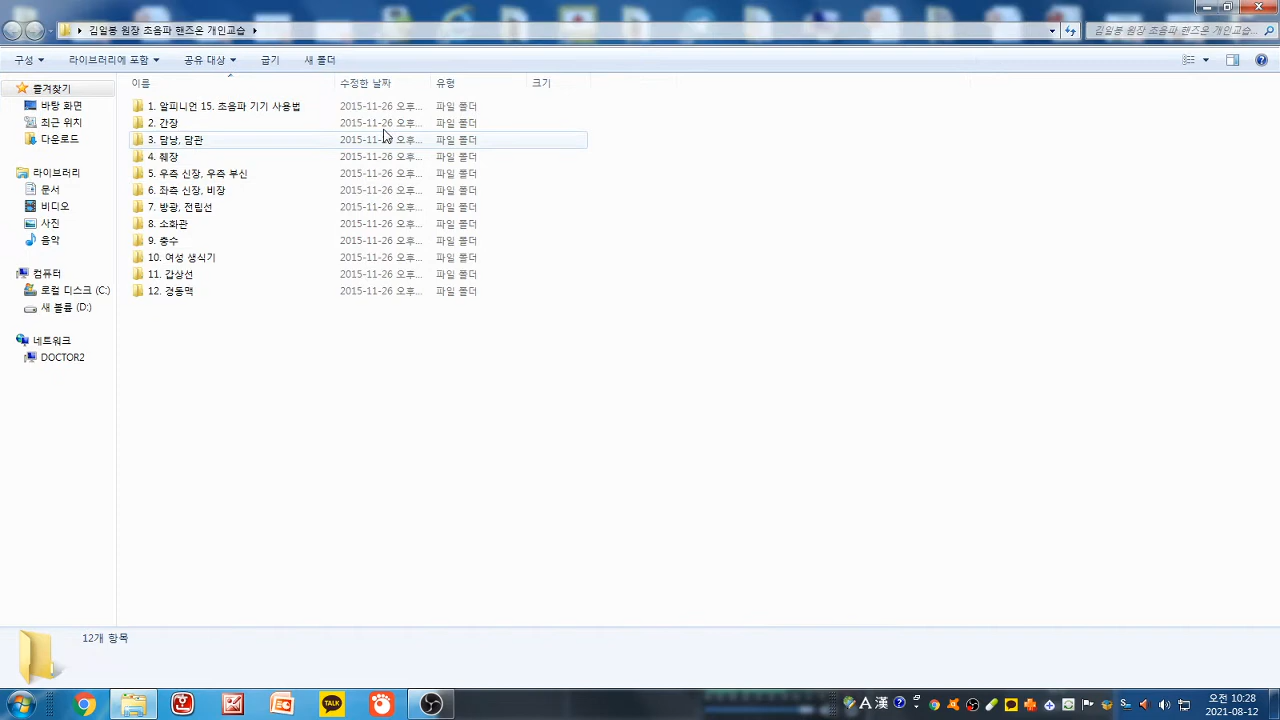 김일봉 원장 초음파 핸즈온 개인교습
김일봉 원장 초음파 핸즈온 개인교습...
구성 라이브러리에 포함 공유 대상 굽기 새 폴더
이름 수정한 날짜 유형 크기
즐겨찾기
바탕 화면
최근 위치
다운로드
라이브러리
문서
비디오
사진
음악
컴퓨터
로컬 디스크 (C:)
새 볼륨 (D:)
네트워크
DOCTOR2
1. 알피니언 15. 초음파 기기 사용법 2015-11-26 오후... 파일 폴더
2. 간장 2015-11-26 오후... 파일 폴더
3. 담낭, 담관 2015-11-26 오후... 파일 폴더
4. 췌장 2015-11-26 오후... 파일 폴더
5. 우측 신장, 우측 부신 2015-11-26 오후... 파일 폴더
6. 좌측 신장, 비장 2015-11-26 오후... 파일 폴더
7. 방광, 전립선 2015-11-26 오후... 파일 폴더
8. 소화관 2015-11-26 오후... 파일 폴더
9. 충수 2015-11-26 오후... 파일 폴더
10. 여성 생식기 2015-11-26 오후... 파일 폴더
11. 갑상선 2015-11-26 오후... 파일 폴더
12. 경동맥 2015-11-26 오후... 파일 폴더
12개 항목
TALK
A 漢
오전 10:28
2021-08-12